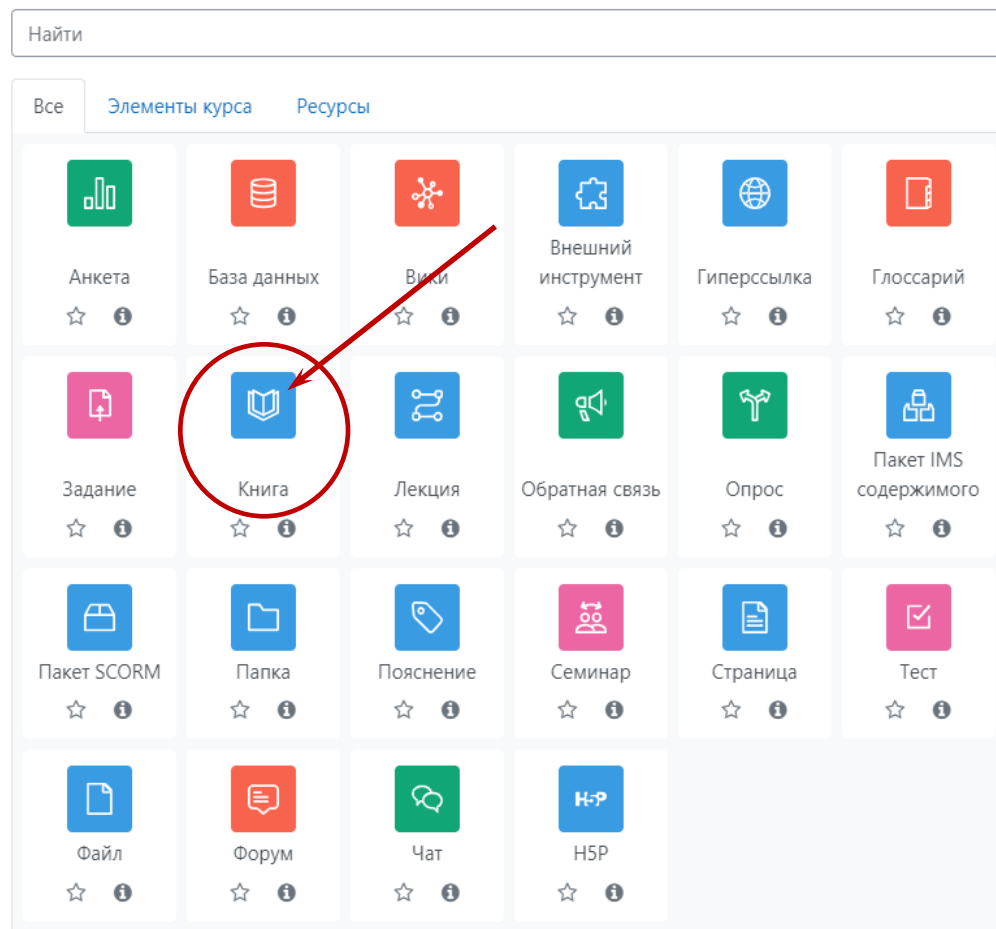 Найти
Все Элементы курса Ресурсы
Анкета
База данных
Вики
Внешний
инструмент
Гиперссылка
Глоссарий
Задание
Книга
Лекция
Обратная связь
Опрос
Пакет IMS
содержимого
Пакет SCORM
Папка
Пояснение
Семинар
Страница
Тест
Файл
Форум
Чат
H-P
H5P